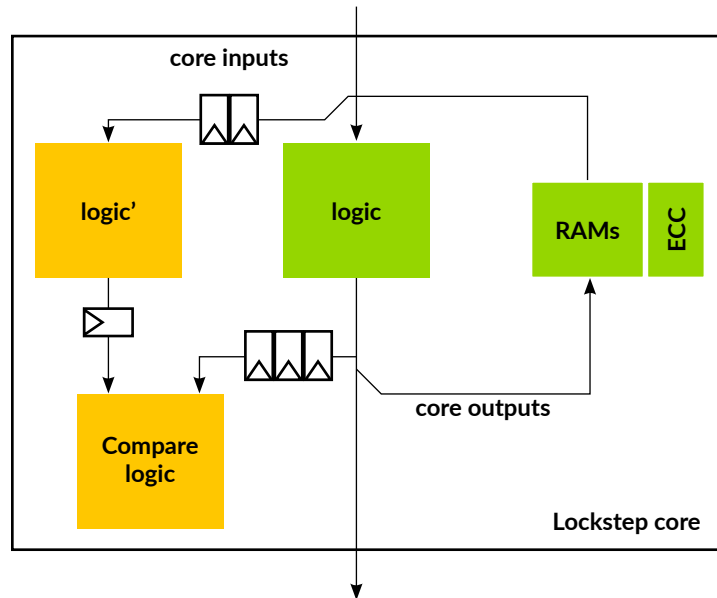 core inputs
logic’
logic
RAMs
ECC
core outputs
Compare
logic
Lockstep core